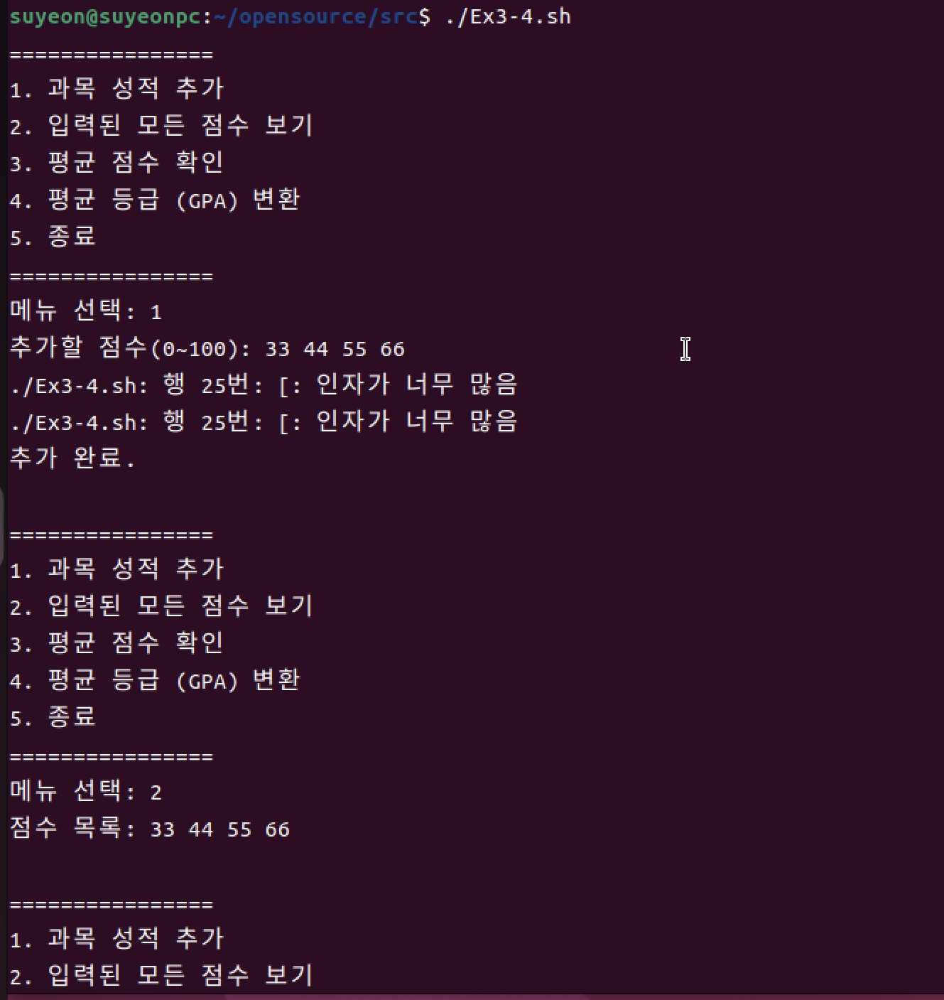 suyeon@suyeonpc:~/opensource/src$ ./Ex3-4.sh
================
1. 과목 성적 추가
2. 입력된 모든 점수 보기
3. 평균 점수 확인
4. 평균 등급 (GPA) 변환
5. 종료
================
메뉴 선택: 1
추가할 점수(0~100): 33 44 55 66
./Ex3-4.sh: 행 25번: [: 인자가 너무 많음
./Ex3-4.sh: 행 25번: [: 인자가 너무 많음
추가 완료.
================
1. 과목 성적 추가
2. 입력된 모든 점수 보기
3. 평균 점수 확인
4. 평균 등급 (GPA) 변환
5. 종료
================
메뉴 선택: 2
점수 목록: 33 44 55 66
================
1. 과목 성적 추가
2. 입력된 모든 점수 보기